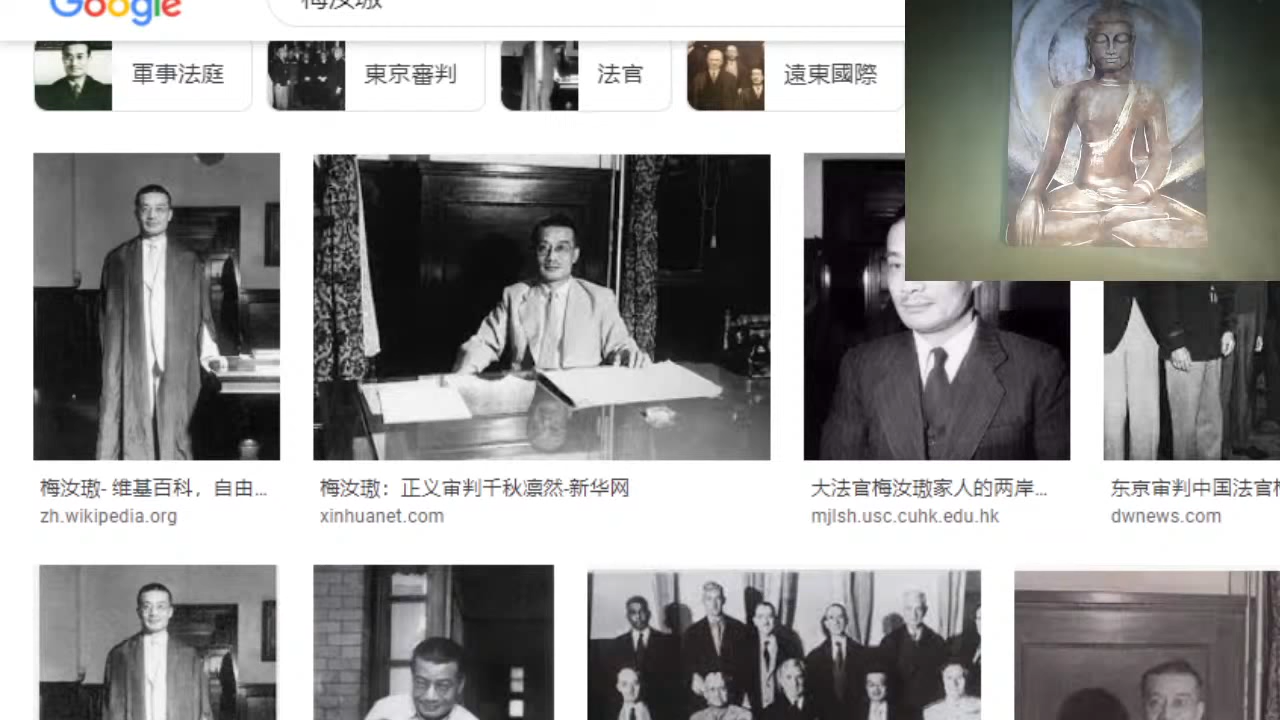 Google
梅汝璈
軍事法庭
東京審判
法官
遠東國際
梅汝璈- 维基百科，自由...
zh.wikipedia.org
梅汝璈：正义审判千秋凛然-新华网
xinhuanet.com
大法官梅汝璈家人的两岸...
mjlsh.usc.cuhk.edu.hk
东京审判中国法官梅
dwnews.com